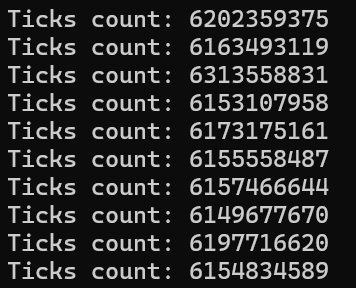 Ticks count: 6202359375
Ticks count: 6163493119
Ticks count: 6313558831
Ticks count: 6153107958
Ticks count: 6173175161
Ticks count: 6155558487
Ticks count: 6157466644
Ticks count: 6149677670
Ticks count: 6197716620
Ticks count: 6154834589